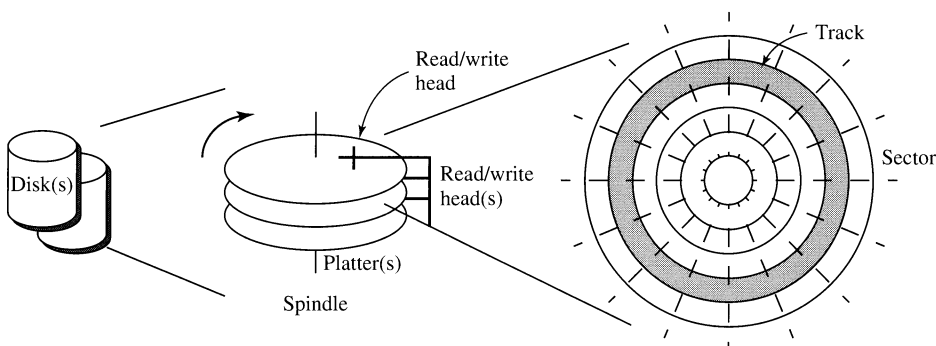 Disk(s)
Read/write
head
Read/write
head(s)
Platter(s)
Spindle
Track
Sector